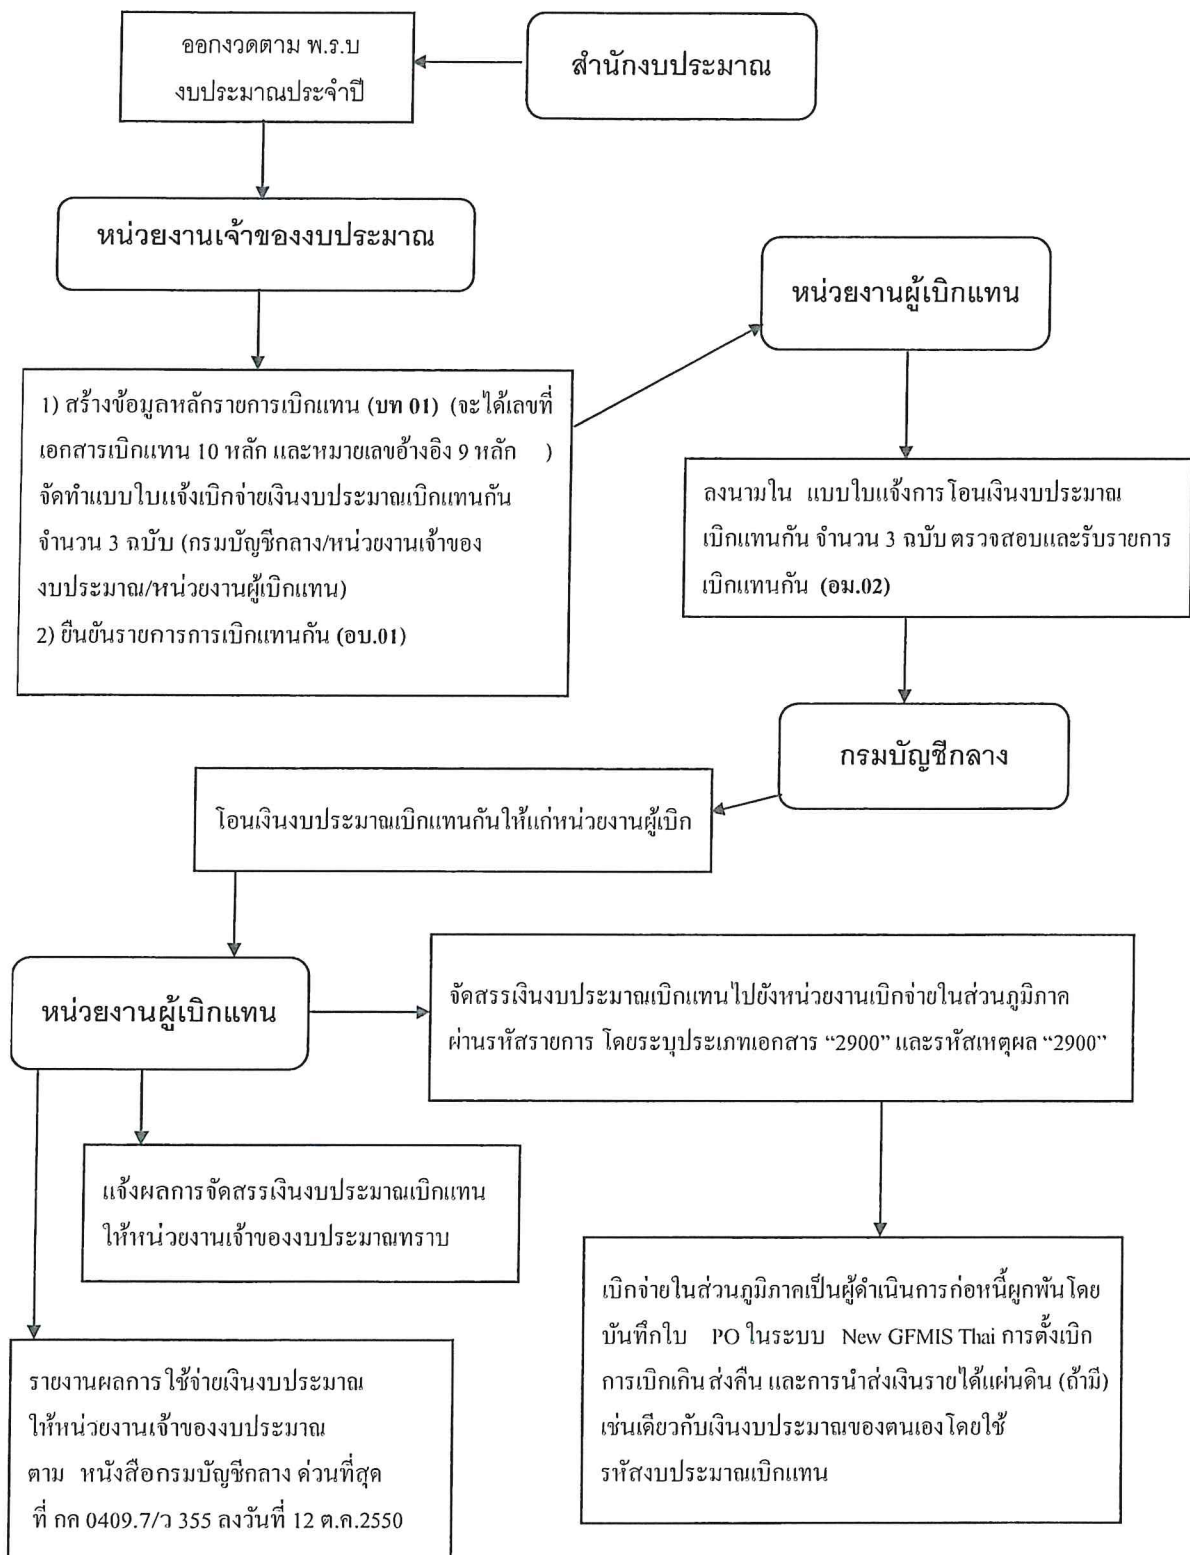 ออกงวดตาม พ.ร.บ
งบประมาณประจำปี
สำนักงบประมาณ
หน่วยงานเจ้าของงบประมาณ
หน่วยงานผู้เบิกแทน
1) สร้างข้อมูลหลักรายการเบิกแทน (บท 01) (จะได้เลขที่
เอกสารเบิกแทน 10 หลัก และหมายเลขอ้างอิง 9 หลัก )
จัดทำแบบใบแจ้งเบิกจ่ายเงินงบประมาณเบิกแทนกัน
จำนวน 3 ฉบับ (กรมบัญชีกลาง/หน่วยงานเจ้าของ
งบประมาณ/หน่วยงานผู้เบิกแทน)
2) ยืนยันรายการการเบิกแทนกัน (อบ.01)
ลงนามใน แบบใบแจ้งการโอนเงินงบประมาณ
เบิกแทนกัน จำนวน 3 ฉบับ ตรวจสอบและรับรายการ
เบิกแทนกัน (อม.02)
กรมบัญชีกลาง
โอนเงินงบประมาณเบิกแทนกันให้แก่หน่วยงานผู้เบิก
หน่วยงานผู้เบิกแทน
จัดสรรเงินงบประมาณเบิกแทนไปยังหน่วยงานเบิกจ่ายในส่วนภูมิภาค
ผ่านรหัสรายการ โดยระบุประเภทเอกสาร “2900” และรหัสเหตุผล “2900”
แจ้งผลการจัดสรรเงินงบประมาณเบิกแทน
ให้หน่วยงานเจ้าของงบประมาณทราบ
เบิกจ่ายในส่วนภูมิภาคเป็นผู้ดำเนินการก่อหนี้ผูกพันโดย
บันทึกใบ PO ในระบบ New GFMIS Thai การตั้งเบิก
การเบิกเกินส่งคืน และการนำส่งเงินรายได้แผ่นดิน (ถ้ามี)
เช่นเดียวกับเงินงบประมาณของตนเองโดยใช้
รหัสงบประมาณเบิกแทน
รายงานผลการใช้จ่ายเงินงบประมาณ
ให้หน่วยงานเจ้าของงบประมาณ
ตาม หนังสือกรมบัญชีกลาง ด่วนที่สุด
ที่ กค 0409.7/ว 355 ลงวันที่ 12 ต.ค.2550